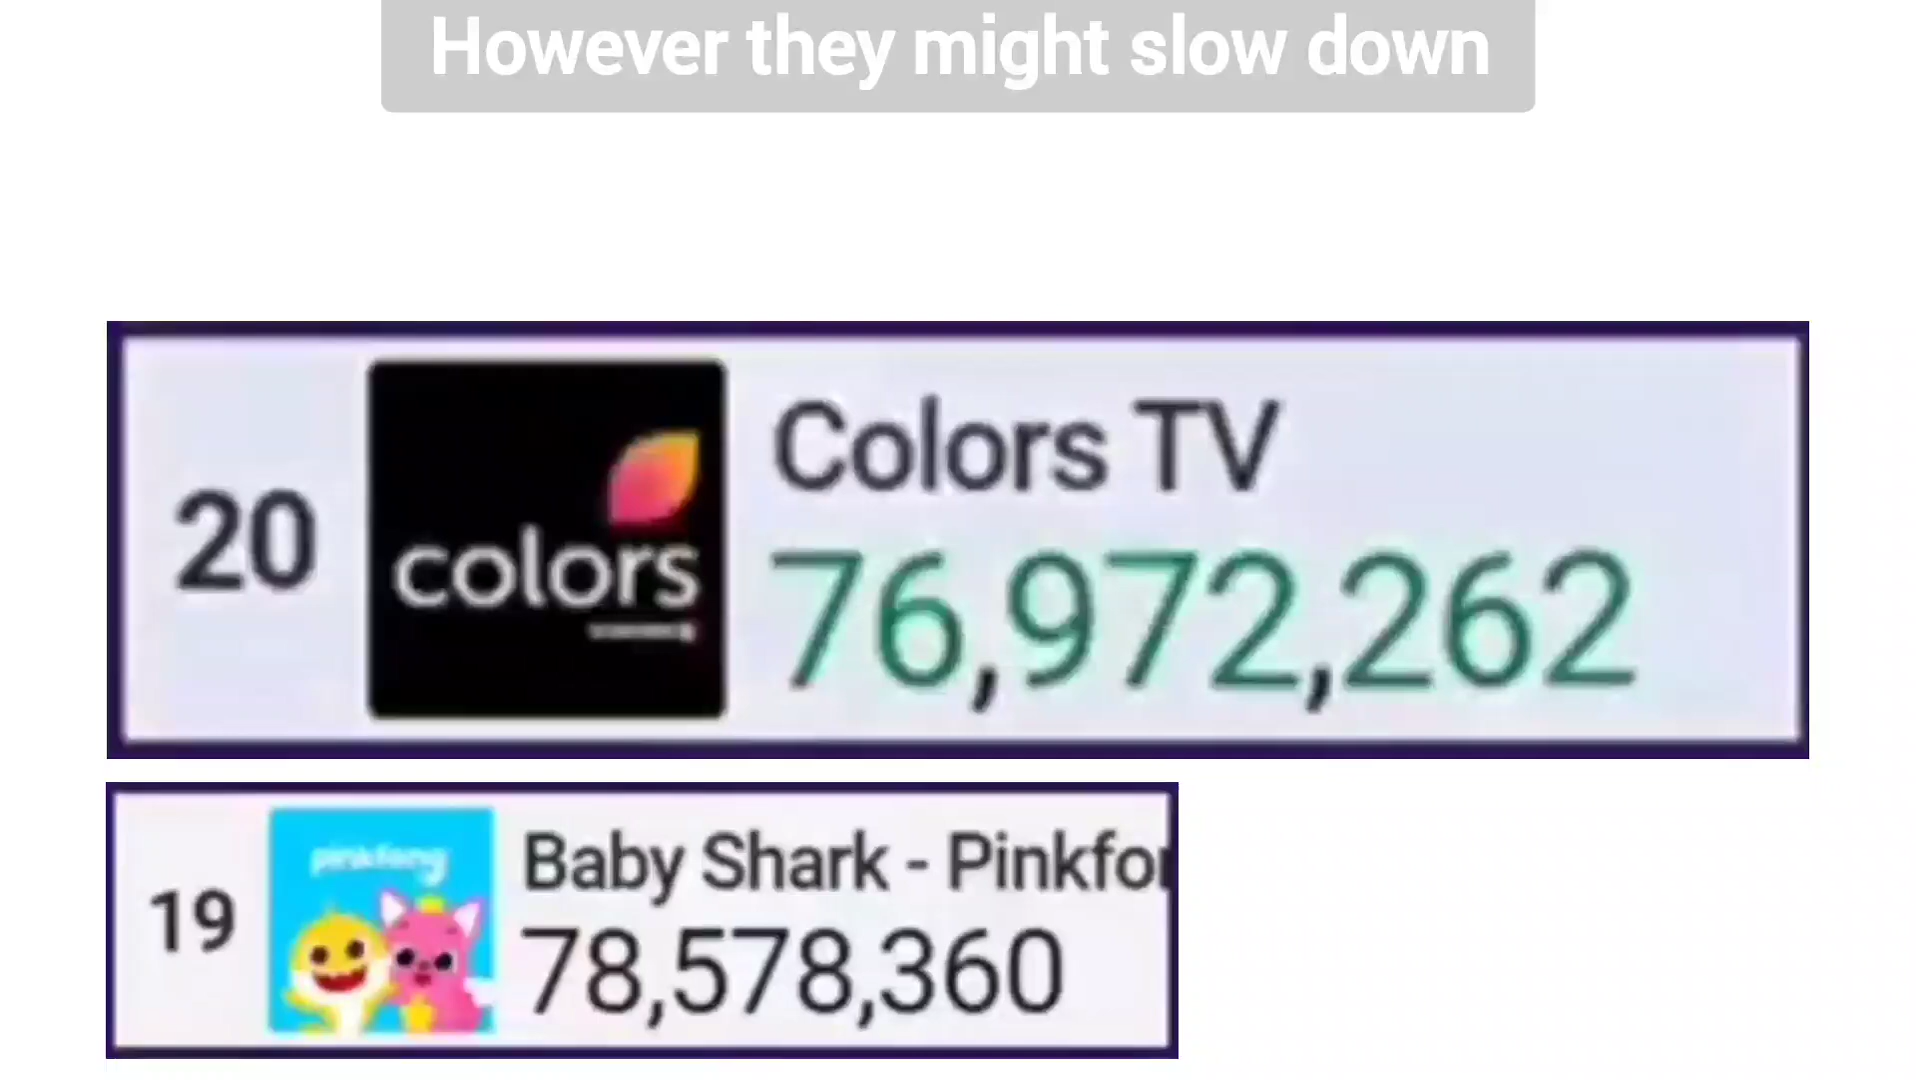 However they might slow down
20
colors
Colors TV
76,972,262
19
pinkfong
Baby Shark - Pinkfo
78,578,360